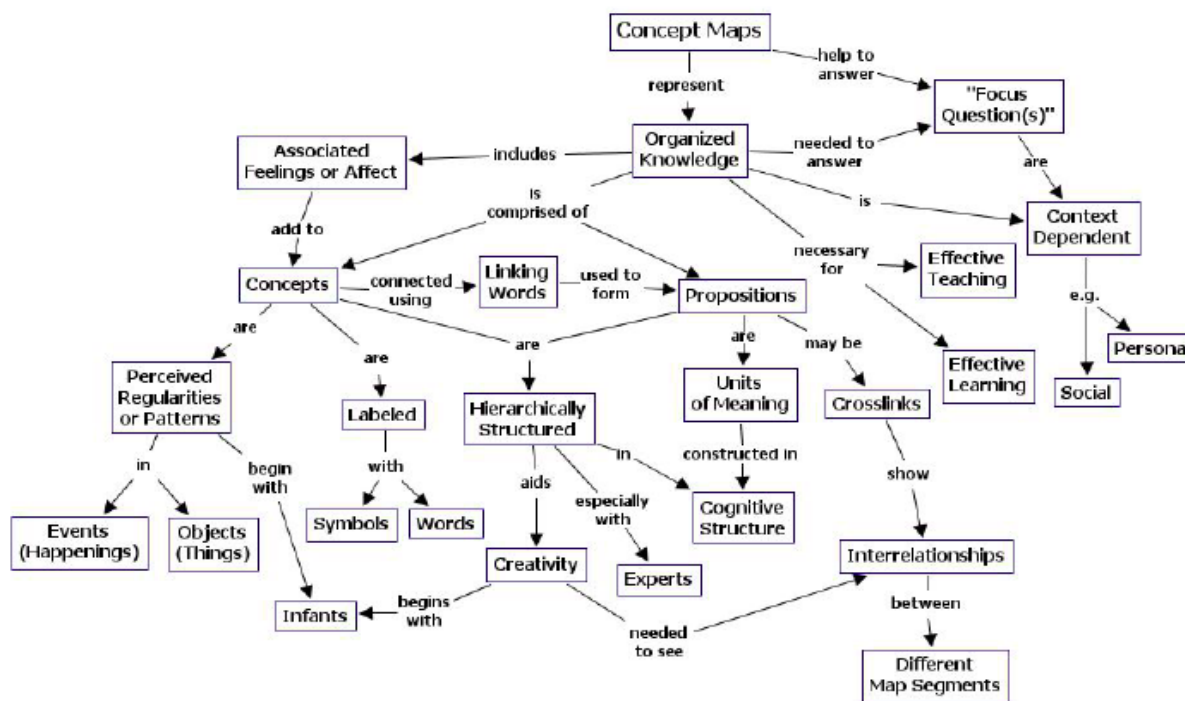 Concept Maps
help to
answer
represent
"Focus
Question(s)"
Organized
Knowledge
needed to
answer
Associated
Feelings or Affect
includes
are
is
comprised of
is
Context
Dependent
add to
necessary
for
Effective
Teaching
Concepts
connected
using
Linking
Words
used to
form
Propositions
e.g.
are
are
are
are
may be
Persona
Effective
Learning
Social
Perceived
Regularities
or Patterns
Labeled
Hierarchically
Structured
Units
of Meaning
Crosslinks
in
begin
with
with
aids
in
especially
with
constructed in
show
Events
(Happenings)
Objects
(Things)
Symbols
Words
Cognitive
Structure
Creativity
Experts
Interrelationships
Infants
begins
with
needed
to see
between
Different
Map Segments